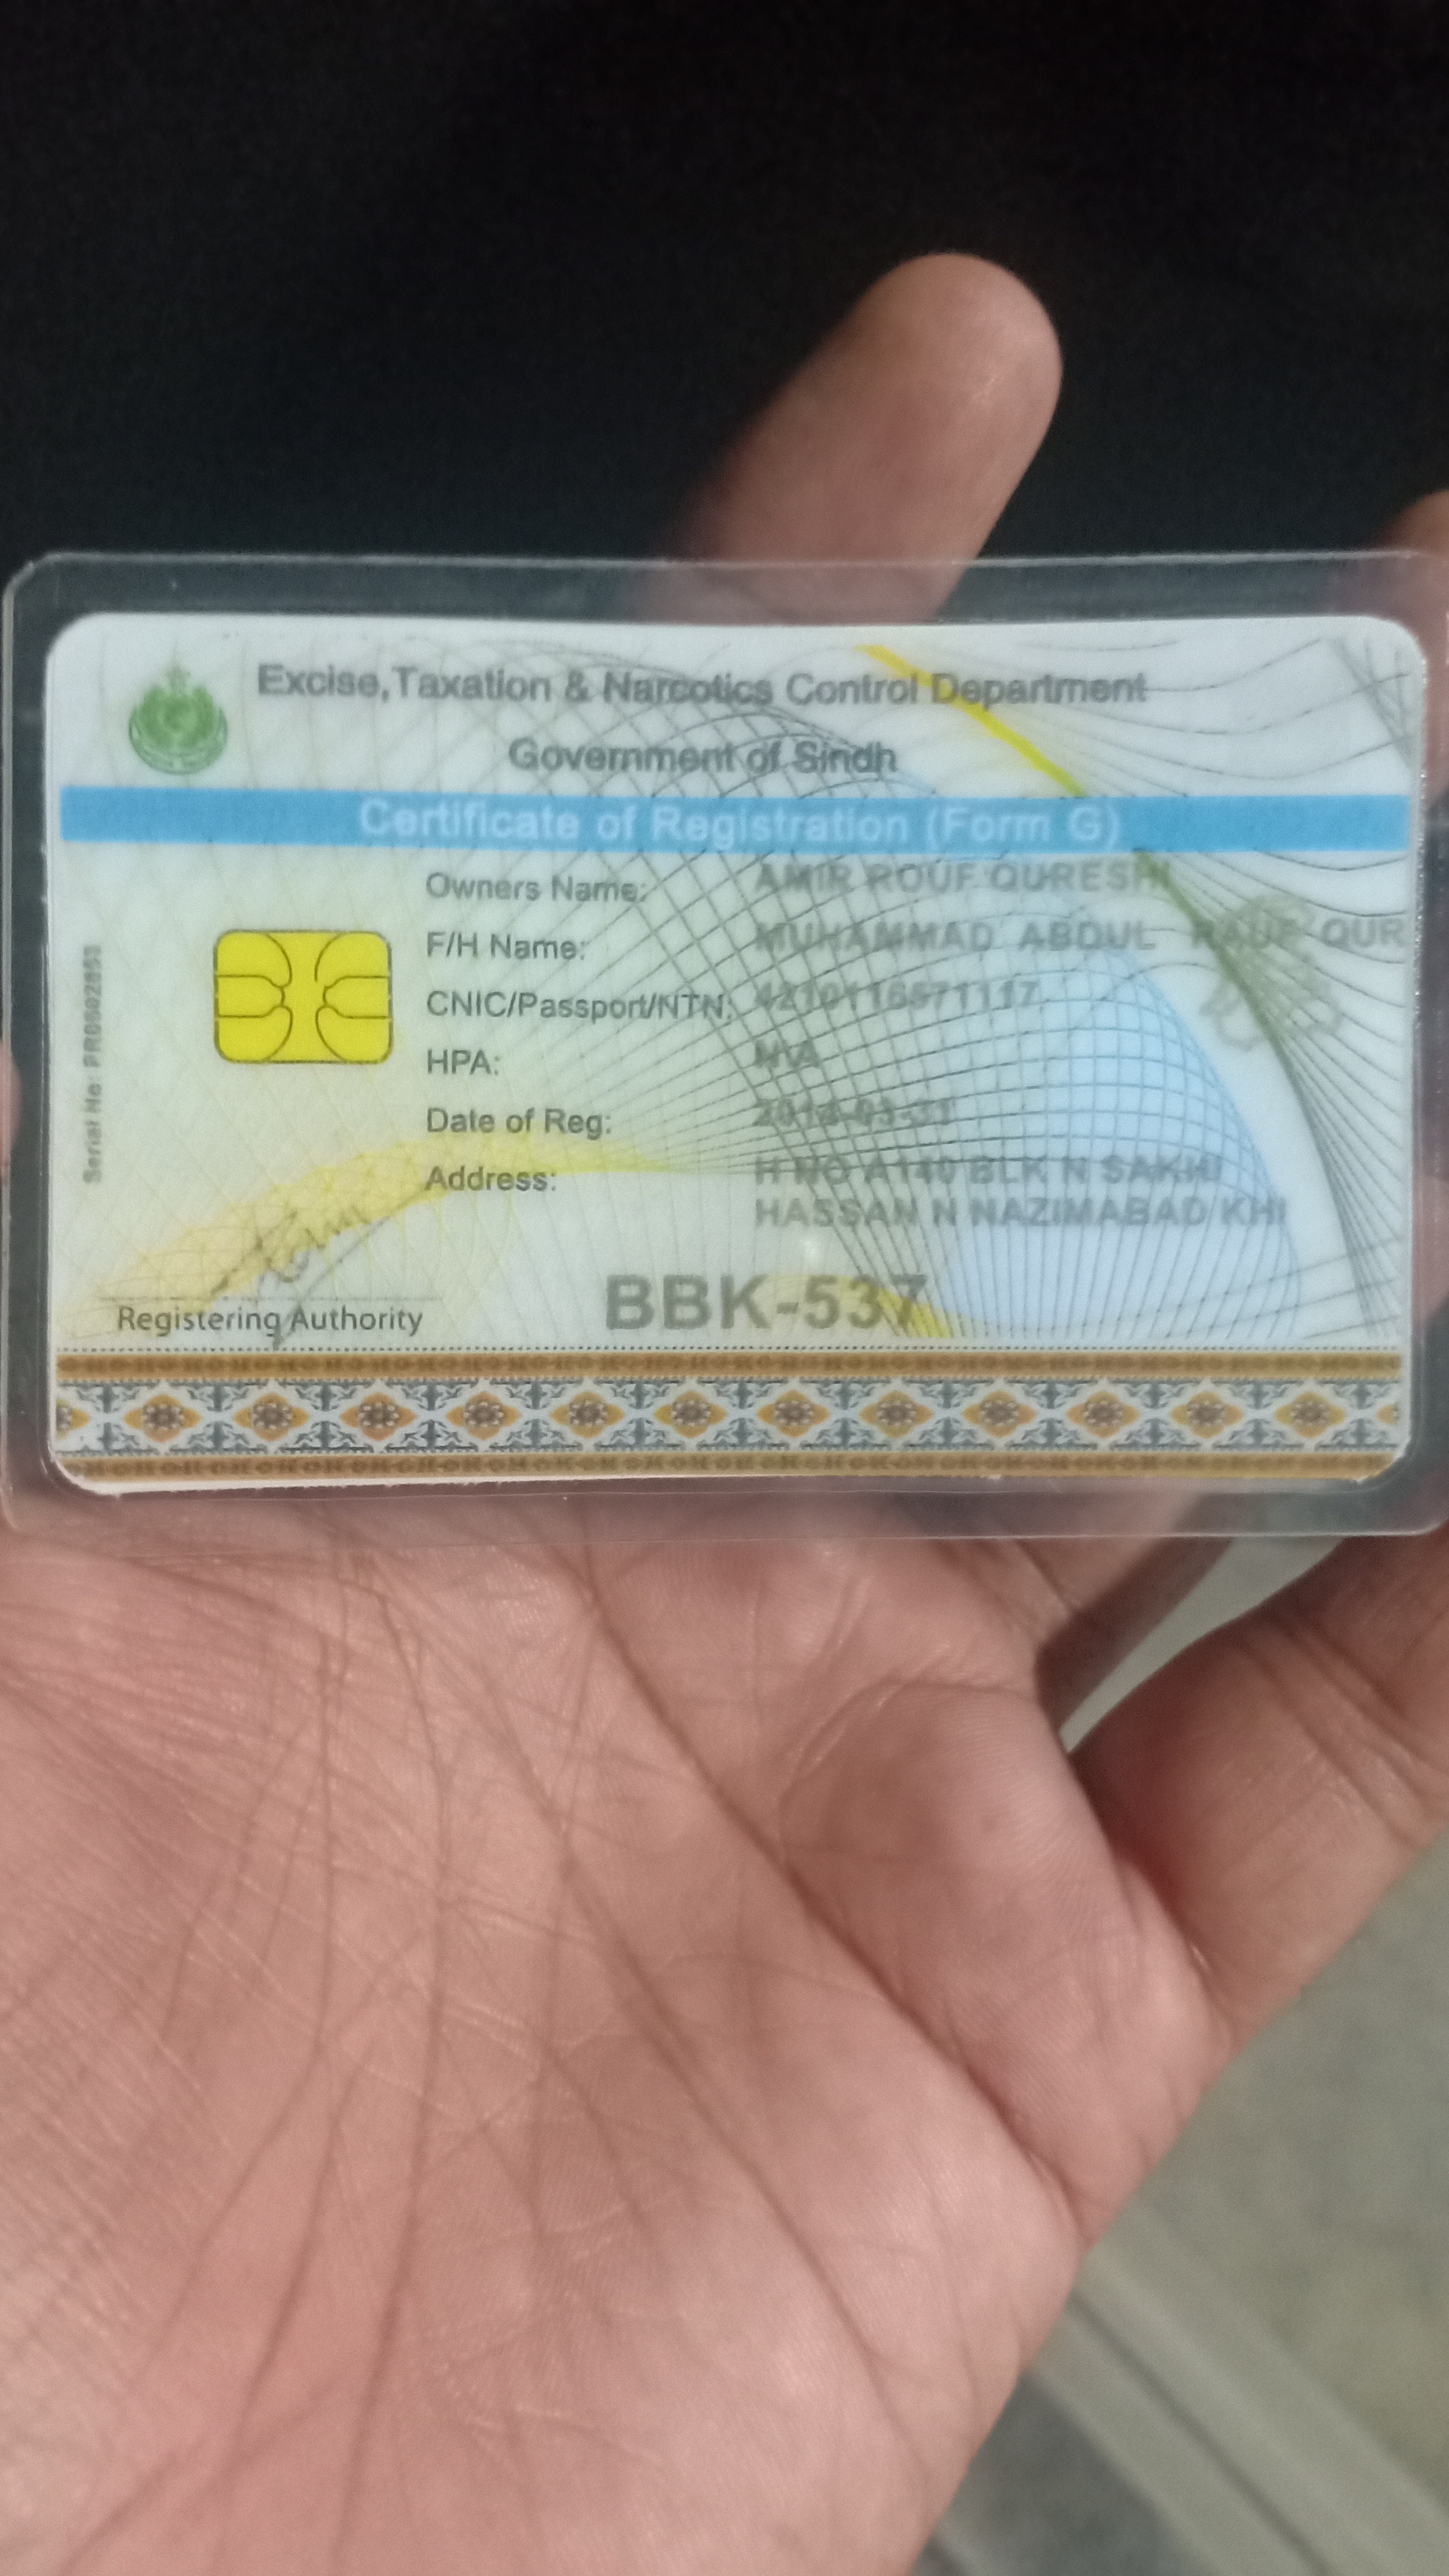 Excise,Taxation & Narcotics Control Department
Government of Sindh
Certificate of Registration (Form G)
Owners Name: AMIR ROUF QURESHI
F/H Name: MUHAMMAD ABDUL RAUF QUR
CNIC/Passport/NTN: 4210116571117
HPA: N\A
Date of Reg: 2014-03-31
Address: H NO A140 BLK N SAKHI
HASSAN N NAZIMABAD KHI
Registering Authority
BBK-537
Serial No: